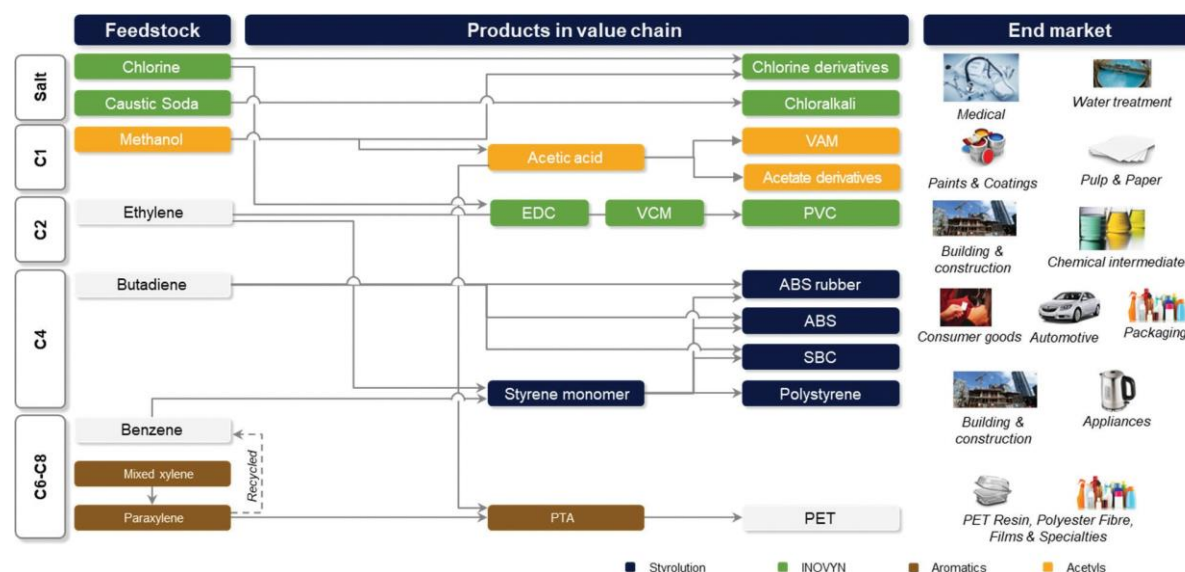 Feedstock
Products in value chain
End market
Salt
Chlorine
Chlorine derivatives
Caustic Soda
Chloralkali
Medical
Water treatment
C1
Methanol
Acetic acid
VAM
Acetate derivatives
Paints & Coatings
Pulp & Paper
C2
Ethylene
EDC
VCM
PVC
Building &
construction
Chemical intermediate
C4
Butadiene
ABS rubber
ABS
SBC
Styrene monomer
Polystyrene
Consumer goods
Automotive
Packaging
Building &
construction
Appliances
C6-C8
Benzene
Recycled
Mixed xylene
Paraxylene
PTA
PET
PET Resin, Polyester Fibre,
Films & Specialties
Styrolution
INOVYN
Aromatics
Acetyls